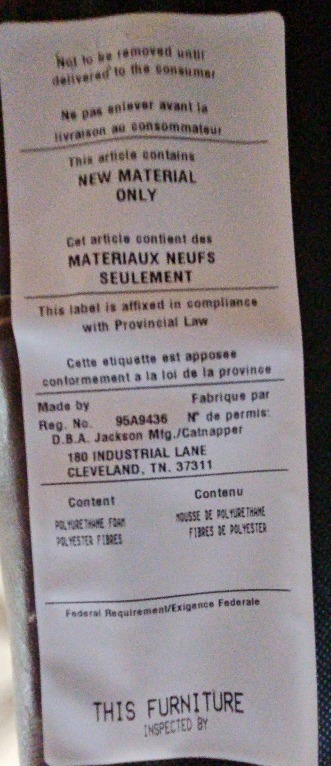 Not to be removed until
delivered to the consumer
Ne pas enlever avant la
livraison au consommateur
This article contains
NEW MATERIAL
ONLY
Cet article contient des
MATERIAUX NEUFS
SEULEMENT
This label is affixed in compliance
with Provincial Law
Cette etiquette est apposee
conformement a la loi de la province
Made by Fabrique par
Reg. No. 95A9436 N° de permis:
D.B.A. Jackson Mfg./Catnapper
180 INDUSTRIAL LANE
CLEVELAND, TN. 37311
Content Contenu
POLYURETHANE FOAM MOUSSE DE POLYURETHANE
POLYESTER FIBRES FIBRES DE POLYESTER
Federal Requirement/Exigence Federale
THIS FURNITURE
INSPECTED BY